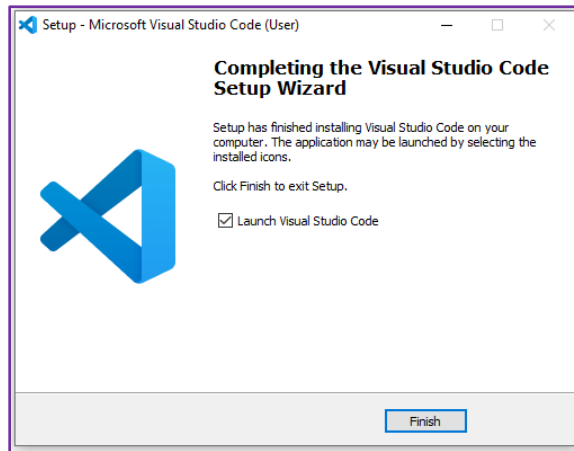 Setup - Microsoft Visual Studio Code (User)
Completing the Visual Studio Code
Setup Wizard
Setup has finished installing Visual Studio Code on your
computer. The application may be launched by selecting the
installed icons.
Click Finish to exit Setup.
Launch Visual Studio Code
Finish